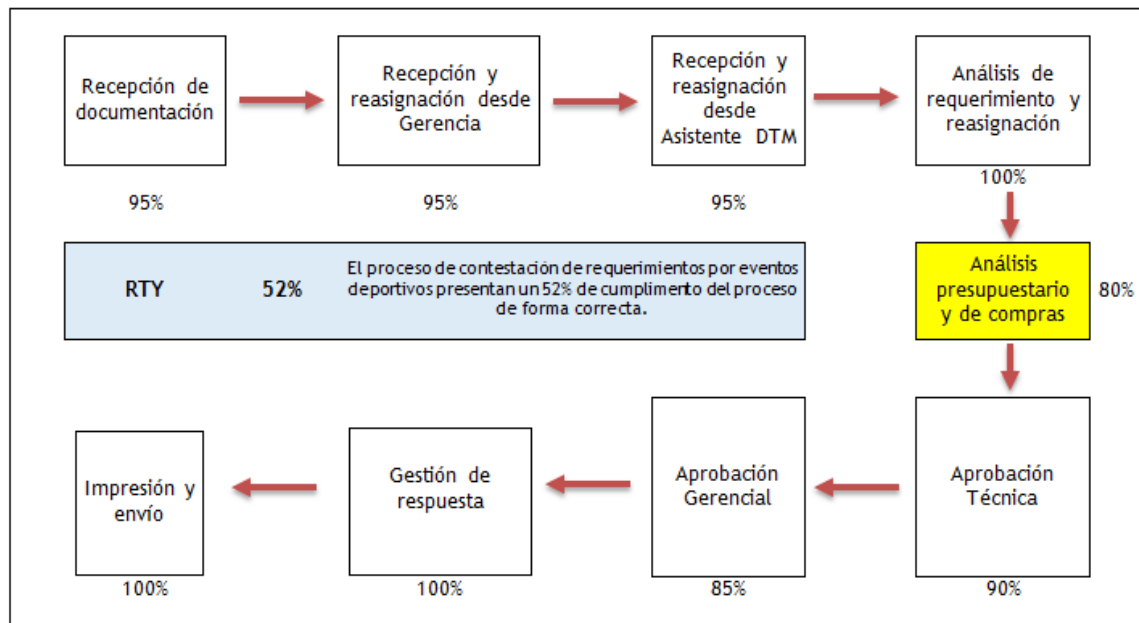 Recepción de
documentación
95%
Recepción y
reasignación desde
Gerencia
95%
Recepción y
reasignación
desde
Asistente DTM
95%
Análisis de
requerimiento y
reasignación
100%
RTY
52%
El proceso de contestación de requerimientos por eventos
deportivos presentan un 52% de cumplimento del proceso
de forma correcta.
Análisis
presupuestario
y de compras
80%
Aprobación
Técnica
90%
Aprobación
Gerencial
85%
Gestión de
respuesta
100%
Impresión y
envío
100%